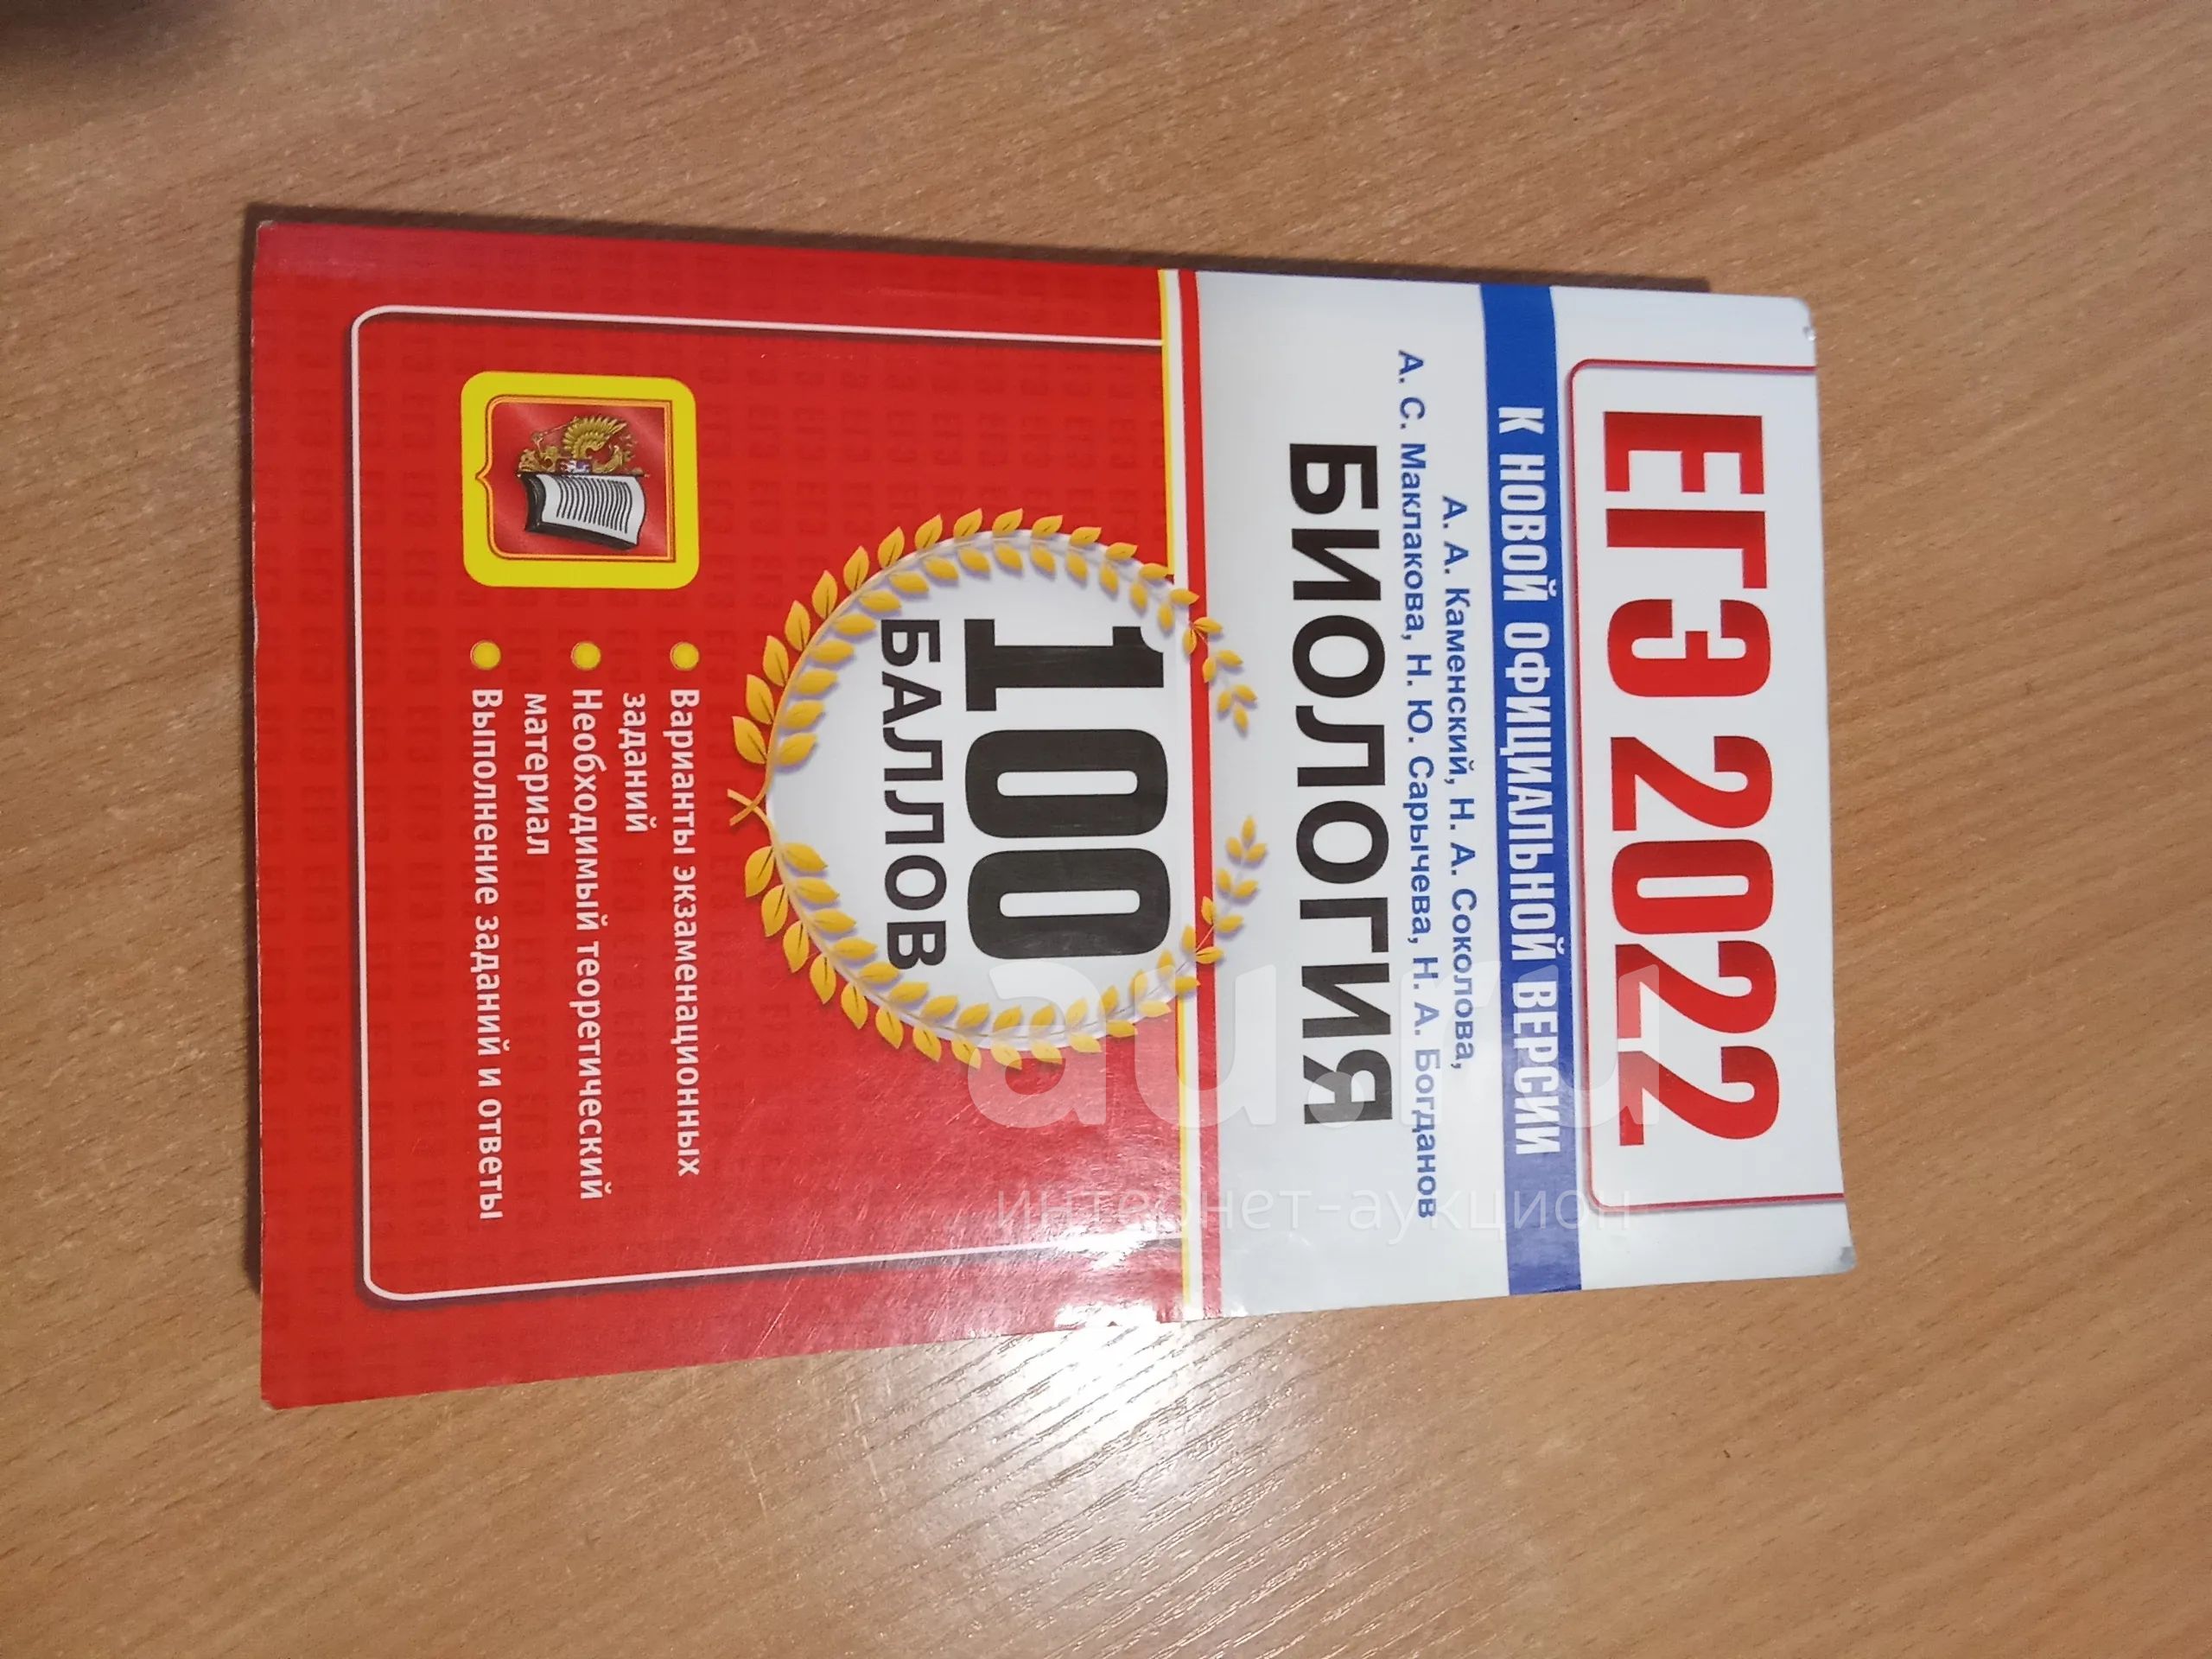 ЕГЭ 2022
К НОВОЙ ОФИЦИАЛЬНОЙ ВЕРСИИ
А. А. Каменский, Н. А. Соколова,
А. С. Маклакова, Н. Ю. Сарычева, Н. А. Богданов
БИОЛОГИЯ
100
БАЛЛОВ
Варианты экзаменационных
заданий
Необходимый теоретический
материал
Выполнение заданий и ответы
au.ru
интернет-аукцион